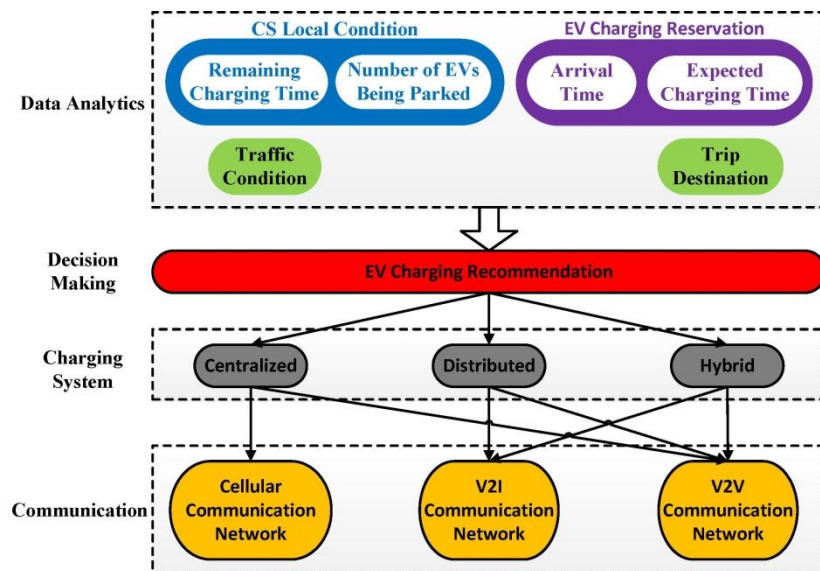 CS Local Condition
EV Charging Reservation
Remaining
Charging Time
Number of EVs
Being Parked
Arrival
Time
Expected
Charging Time
Data Analytics
Traffic
Condition
Trip
Destination
Decision
Making
EV Charging Recommendation
Charging
System
Centralized
Distributed
Hybrid
Communication
Cellular
Communication
Network
V2I
Communication
Network
V2V
Communication
Network